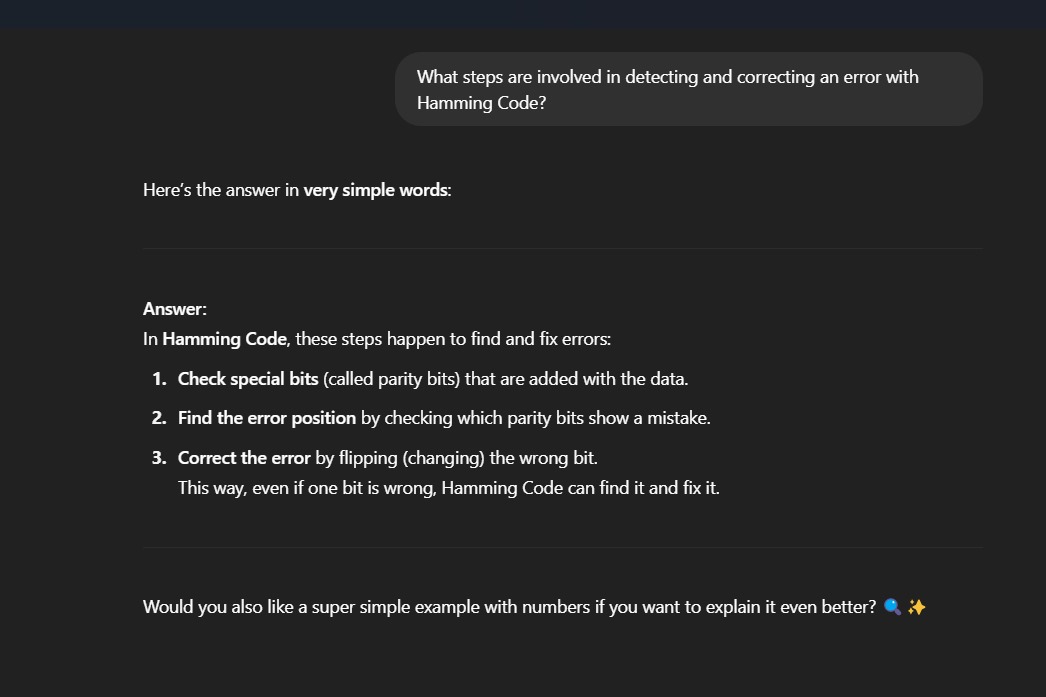 What steps are involved in detecting and correcting an error with
Hamming Code?
Here’s the answer in very simple words:
Answer:
In Hamming Code, these steps happen to find and fix errors:
1. Check special bits (called parity bits) that are added with the data.
2. Find the error position by checking which parity bits show a mistake.
3. Correct the error by flipping (changing) the wrong bit.
This way, even if one bit is wrong, Hamming Code can find it and fix it.
Would you also like a super simple example with numbers if you want to explain it even better? 🔍 ✨